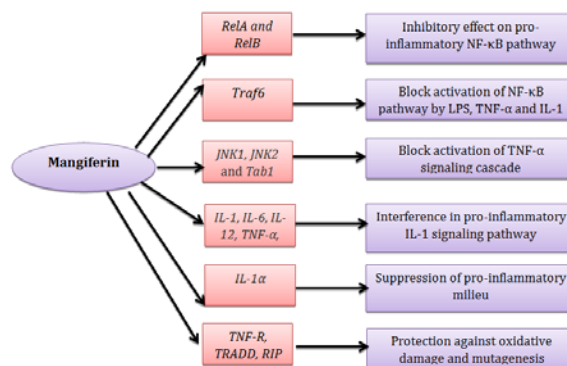 RelA and
RelB
Inhibitory effect on pro-
inflammatory NF-κB pathway
Traf6
Block activation of NF-κB
pathway by LPS, TNF-α and IL-1
Mangiferin
JNK1, JNK2
and Tab1
Block activation of TNF-α
signaling cascade
IL-1, IL-6, IL-
12, TNF-α,
Interference in pro-inflammatory
IL-1 signaling pathway
IL-1α
Suppression of pro-inflammatory
milieu
TNF-R,
TRADD, RIP
Protection against oxidative
damage and mutagenesis